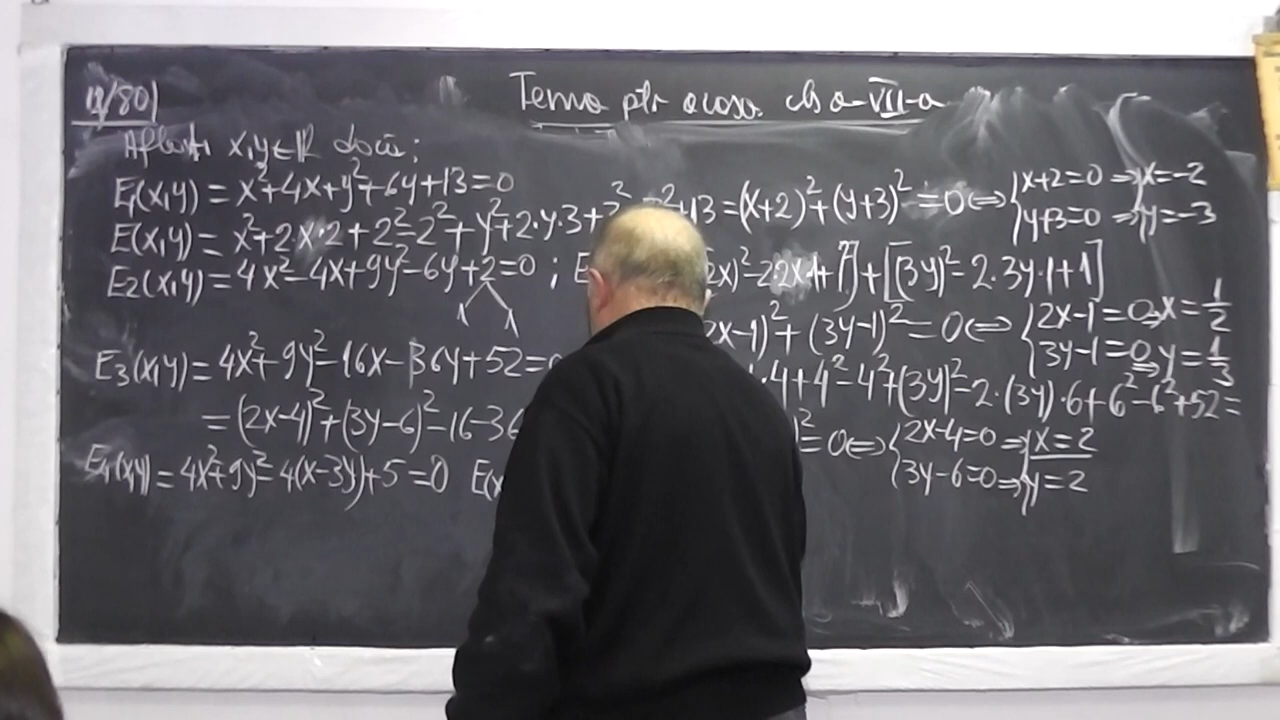 11/80
Temă ptr acasă cls a-VII-a
Aflați x,y∈ℝ dacă:
E₁(x,y) = x²+4x+y²+6y+13=0
E(x,y) = x²+2·x·2+2²-2²+y²+2·y·3+3² 13 =(x+2)²+(y+3)² =0⇔ {x+2=0 ⇒ {x=-2
y+3=0 ⇒ y=-3
E₂(x,y) = 4x²-4x+9y²-6y+2=0 ; E 2x)²-2·2x·1+1²]+[(3y)²-2·3y·1+1]
1 1
2x-1)²+(3y-1)²=0⇔ {2x-1=0⇒x=1/2
3y-1=0⇒y=1/3
E₃(x,y)= 4x²+9y²-16x-36y+52=0 ·4+4²-4²+(3y)²-2·(3y)·6+6²-6²+52=
=(2x-4)²+(3y-6)²-16-36 )²=0⇔ {2x-4=0 ⇒ {x=2
3y-6=0 ⇒ y=2
E₄(x,y)= 4x²+9y²-4(x-3y)+5=0 E(x